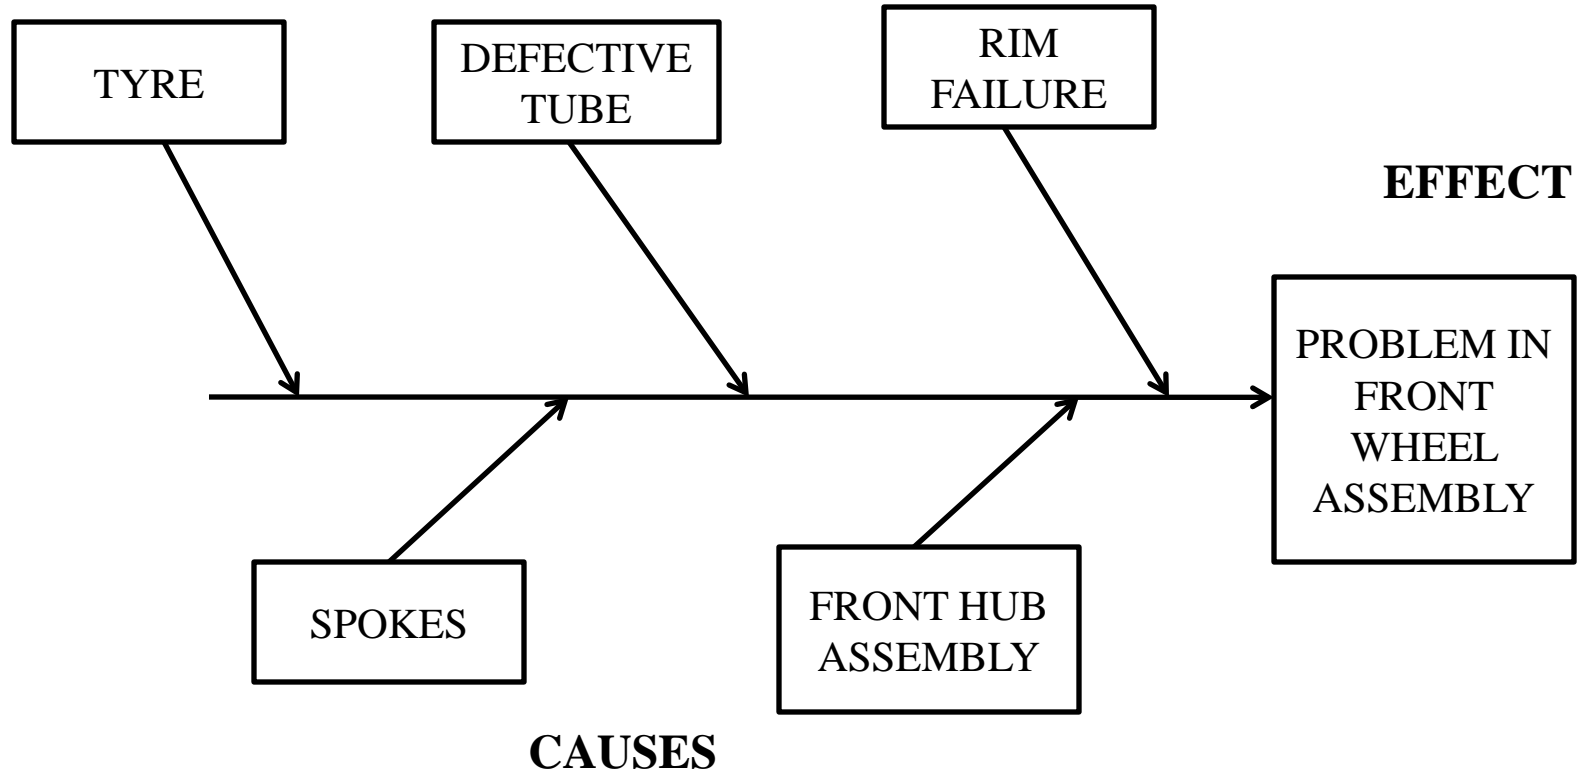 TYRE
DEFECTIVE
TUBE
RIM
FAILURE
EFFECT
PROBLEM IN
FRONT
WHEEL
ASSEMBLY
SPOKES
FRONT HUB
ASSEMBLY
CAUSES